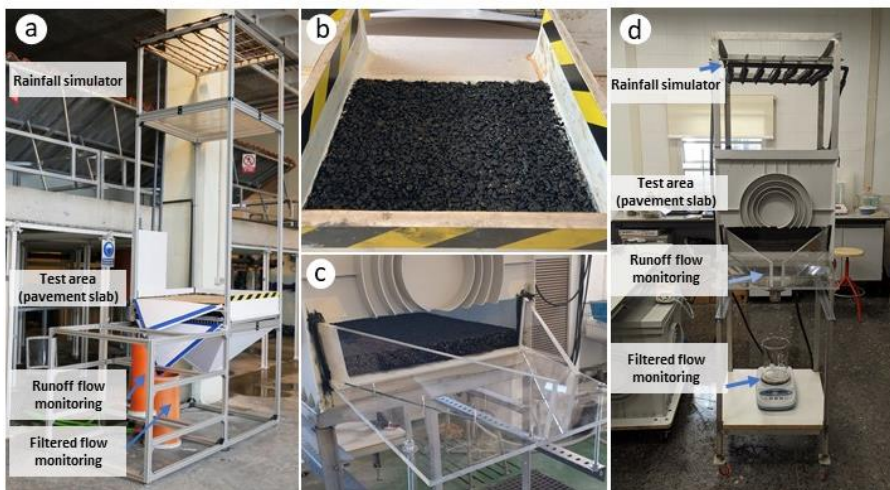 a
Rainfall simulator
Test area
(pavement slab)
Runoff flow
monitoring
Filtered flow
monitoring
b
c
d
Rainfall simulator
Test area
(pavement slab)
Runoff flow
monitoring
Filtered flow
monitoring